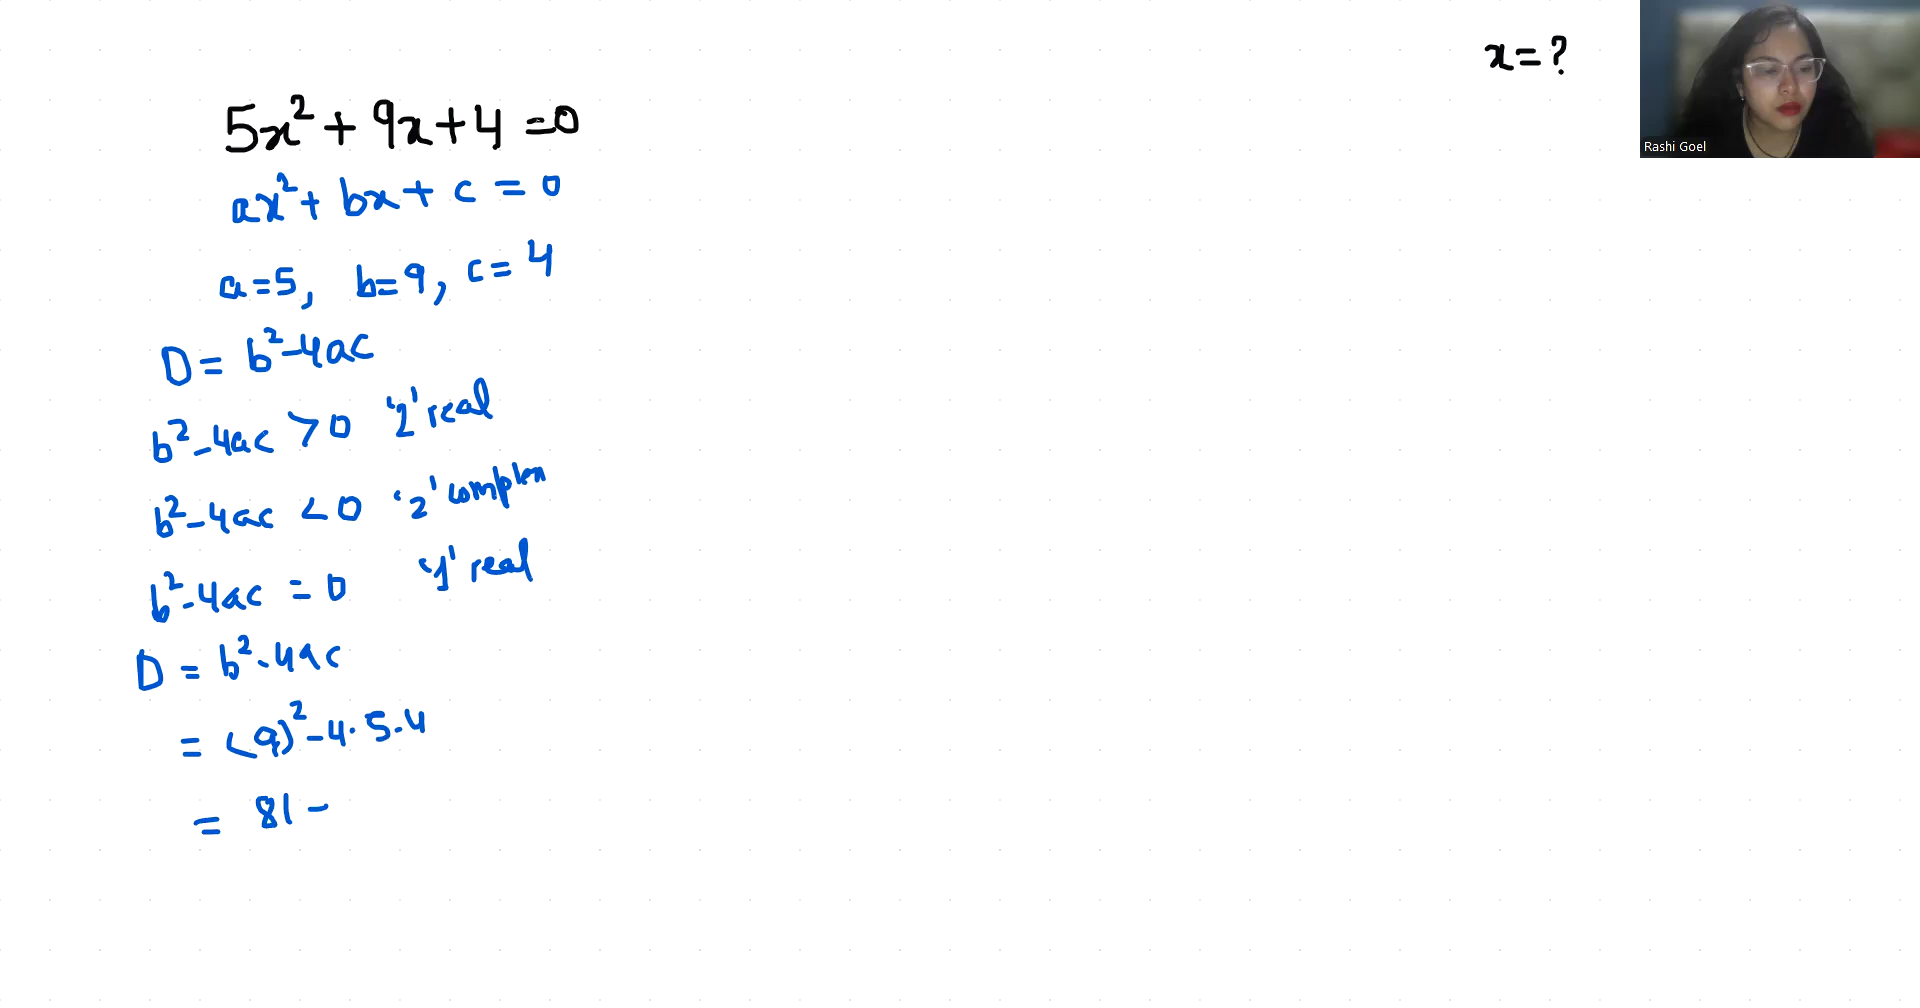 x=?
Rashi Goel
5x²+9x+4=0
ax²+bx+c=0
a=5, b=9, c=4
D=b²-4ac
b²-4ac>0 '2' real
b²-4ac<0 '2' complex
b²-4ac=0 '1' real
D=b²-4ac
=(9)²-4·5·4
=81-